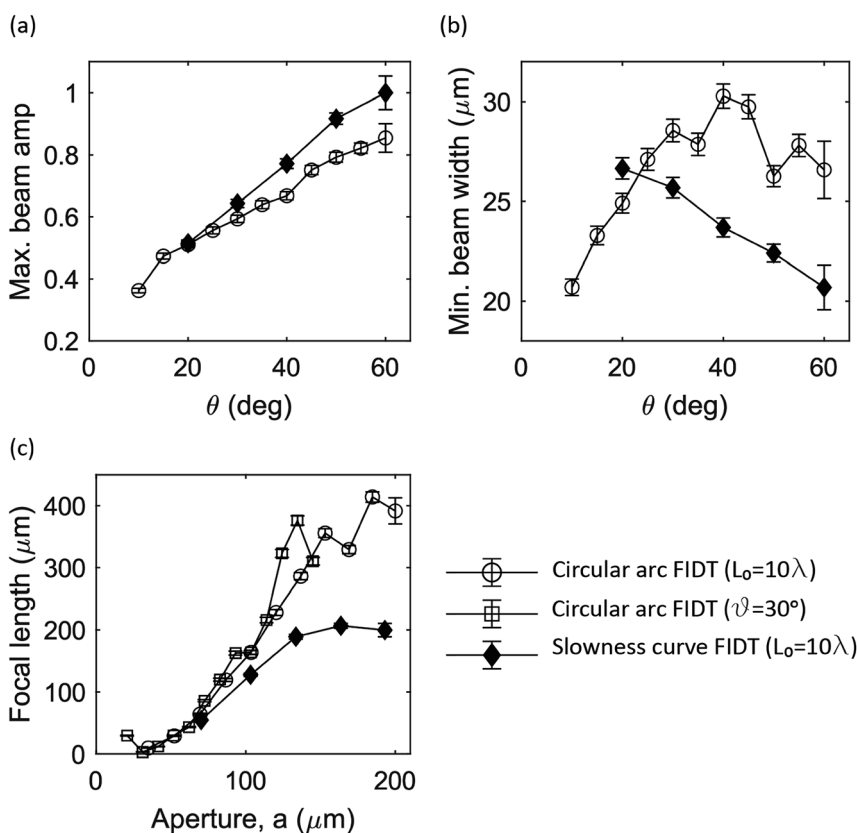 (a)
(b)
1
0.8
0.6
0.4
0.2
0
20
40
60
Max. beam amp
θ (deg)
30
25
20
0
20
40
60
Min. beam width (μm)
θ (deg)
(c)
400
300
200
100
0
0
100
200
Focal length (μm)
Aperture, a (μm)
Circular arc FIDT (L₀=10λ)
Circular arc FIDT (ϑ=30°)
Slowness curve FIDT (L₀=10λ)